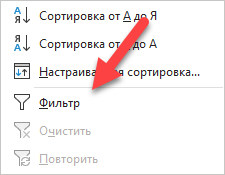 А
Я
Сортировка от А до Я
Я
А
Сортировка от до А
сортировка...
Фильтр
Очистить
Повторить